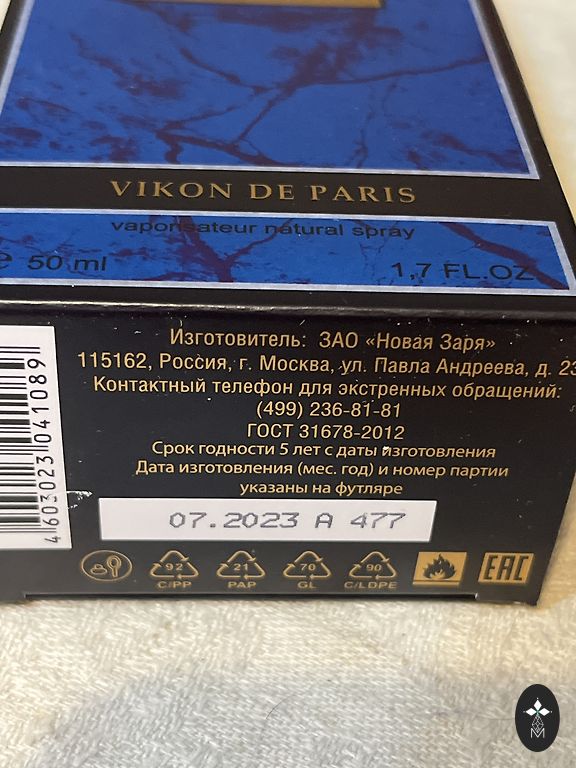 VIKON DE PARIS
vaporisateur natural spray
e 50 ml
1,7 FL.OZ
Изготовитель: ЗАО «Новая Заря»
115162, Россия, г. Москва, ул. Павла Андреева, д. 23
Контактный телефон для экстренных обращений:
(499) 236-81-81
ГОСТ 31678-2012
Срок годности 5 лет с даты изготовления
Дата изготовления (мес. год) и номер партии
указаны на футляре
07.2023 A 477
4603023041089
92 21 70 90
C/PP PAP GL C/LDPE
EAC
M